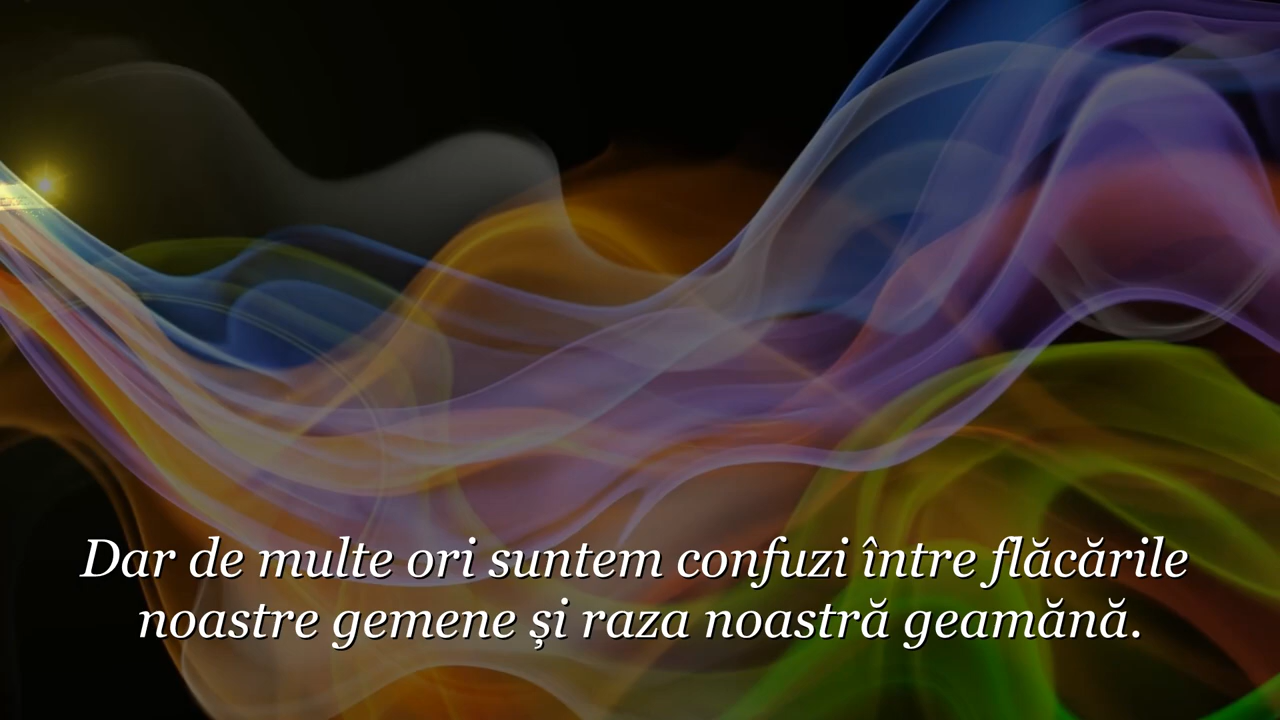 Dar de multe ori suntem confuzi între flăcările
noastre gemene și raza noastră geamănă.